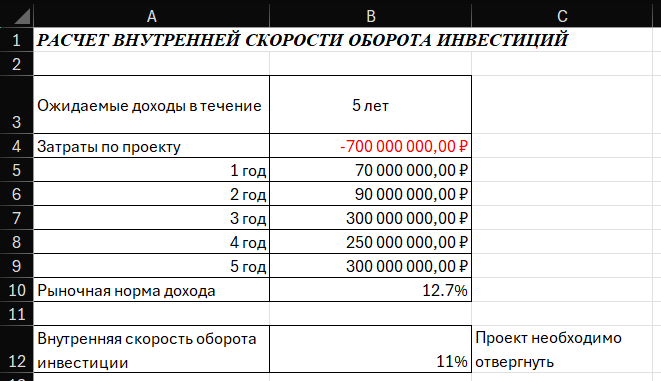 A B C
1 РАСЧЕТ ВНУТРЕННЕЙ СКОРОСТИ ОБОРОТА ИНВЕСТИЦИЙ
2
3 Ожидаемые доходы в течение 5 лет
4 Затраты по проекту -700 000 000,00 ₽
5 1 год 70 000 000,00 ₽
6 2 год 90 000 000,00 ₽
7 3 год 300 000 000,00 ₽
8 4 год 250 000 000,00 ₽
9 5 год 300 000 000,00 ₽
10 Рыночная норма дохода 12.7%
11
Внутренняя скорость оборота Проект необходимо
12 инвестиции 11% отвергнуть